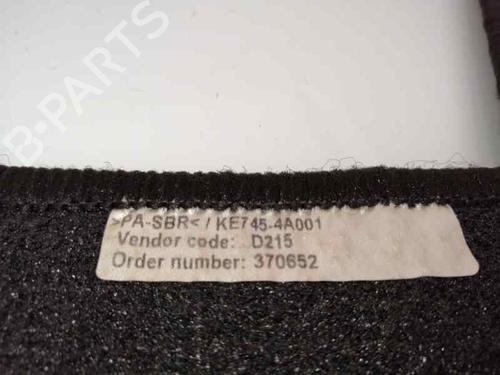 B-PARTS
>PA-SBR< / KE745-4A001
Vendor code: D215
Order number: 370652